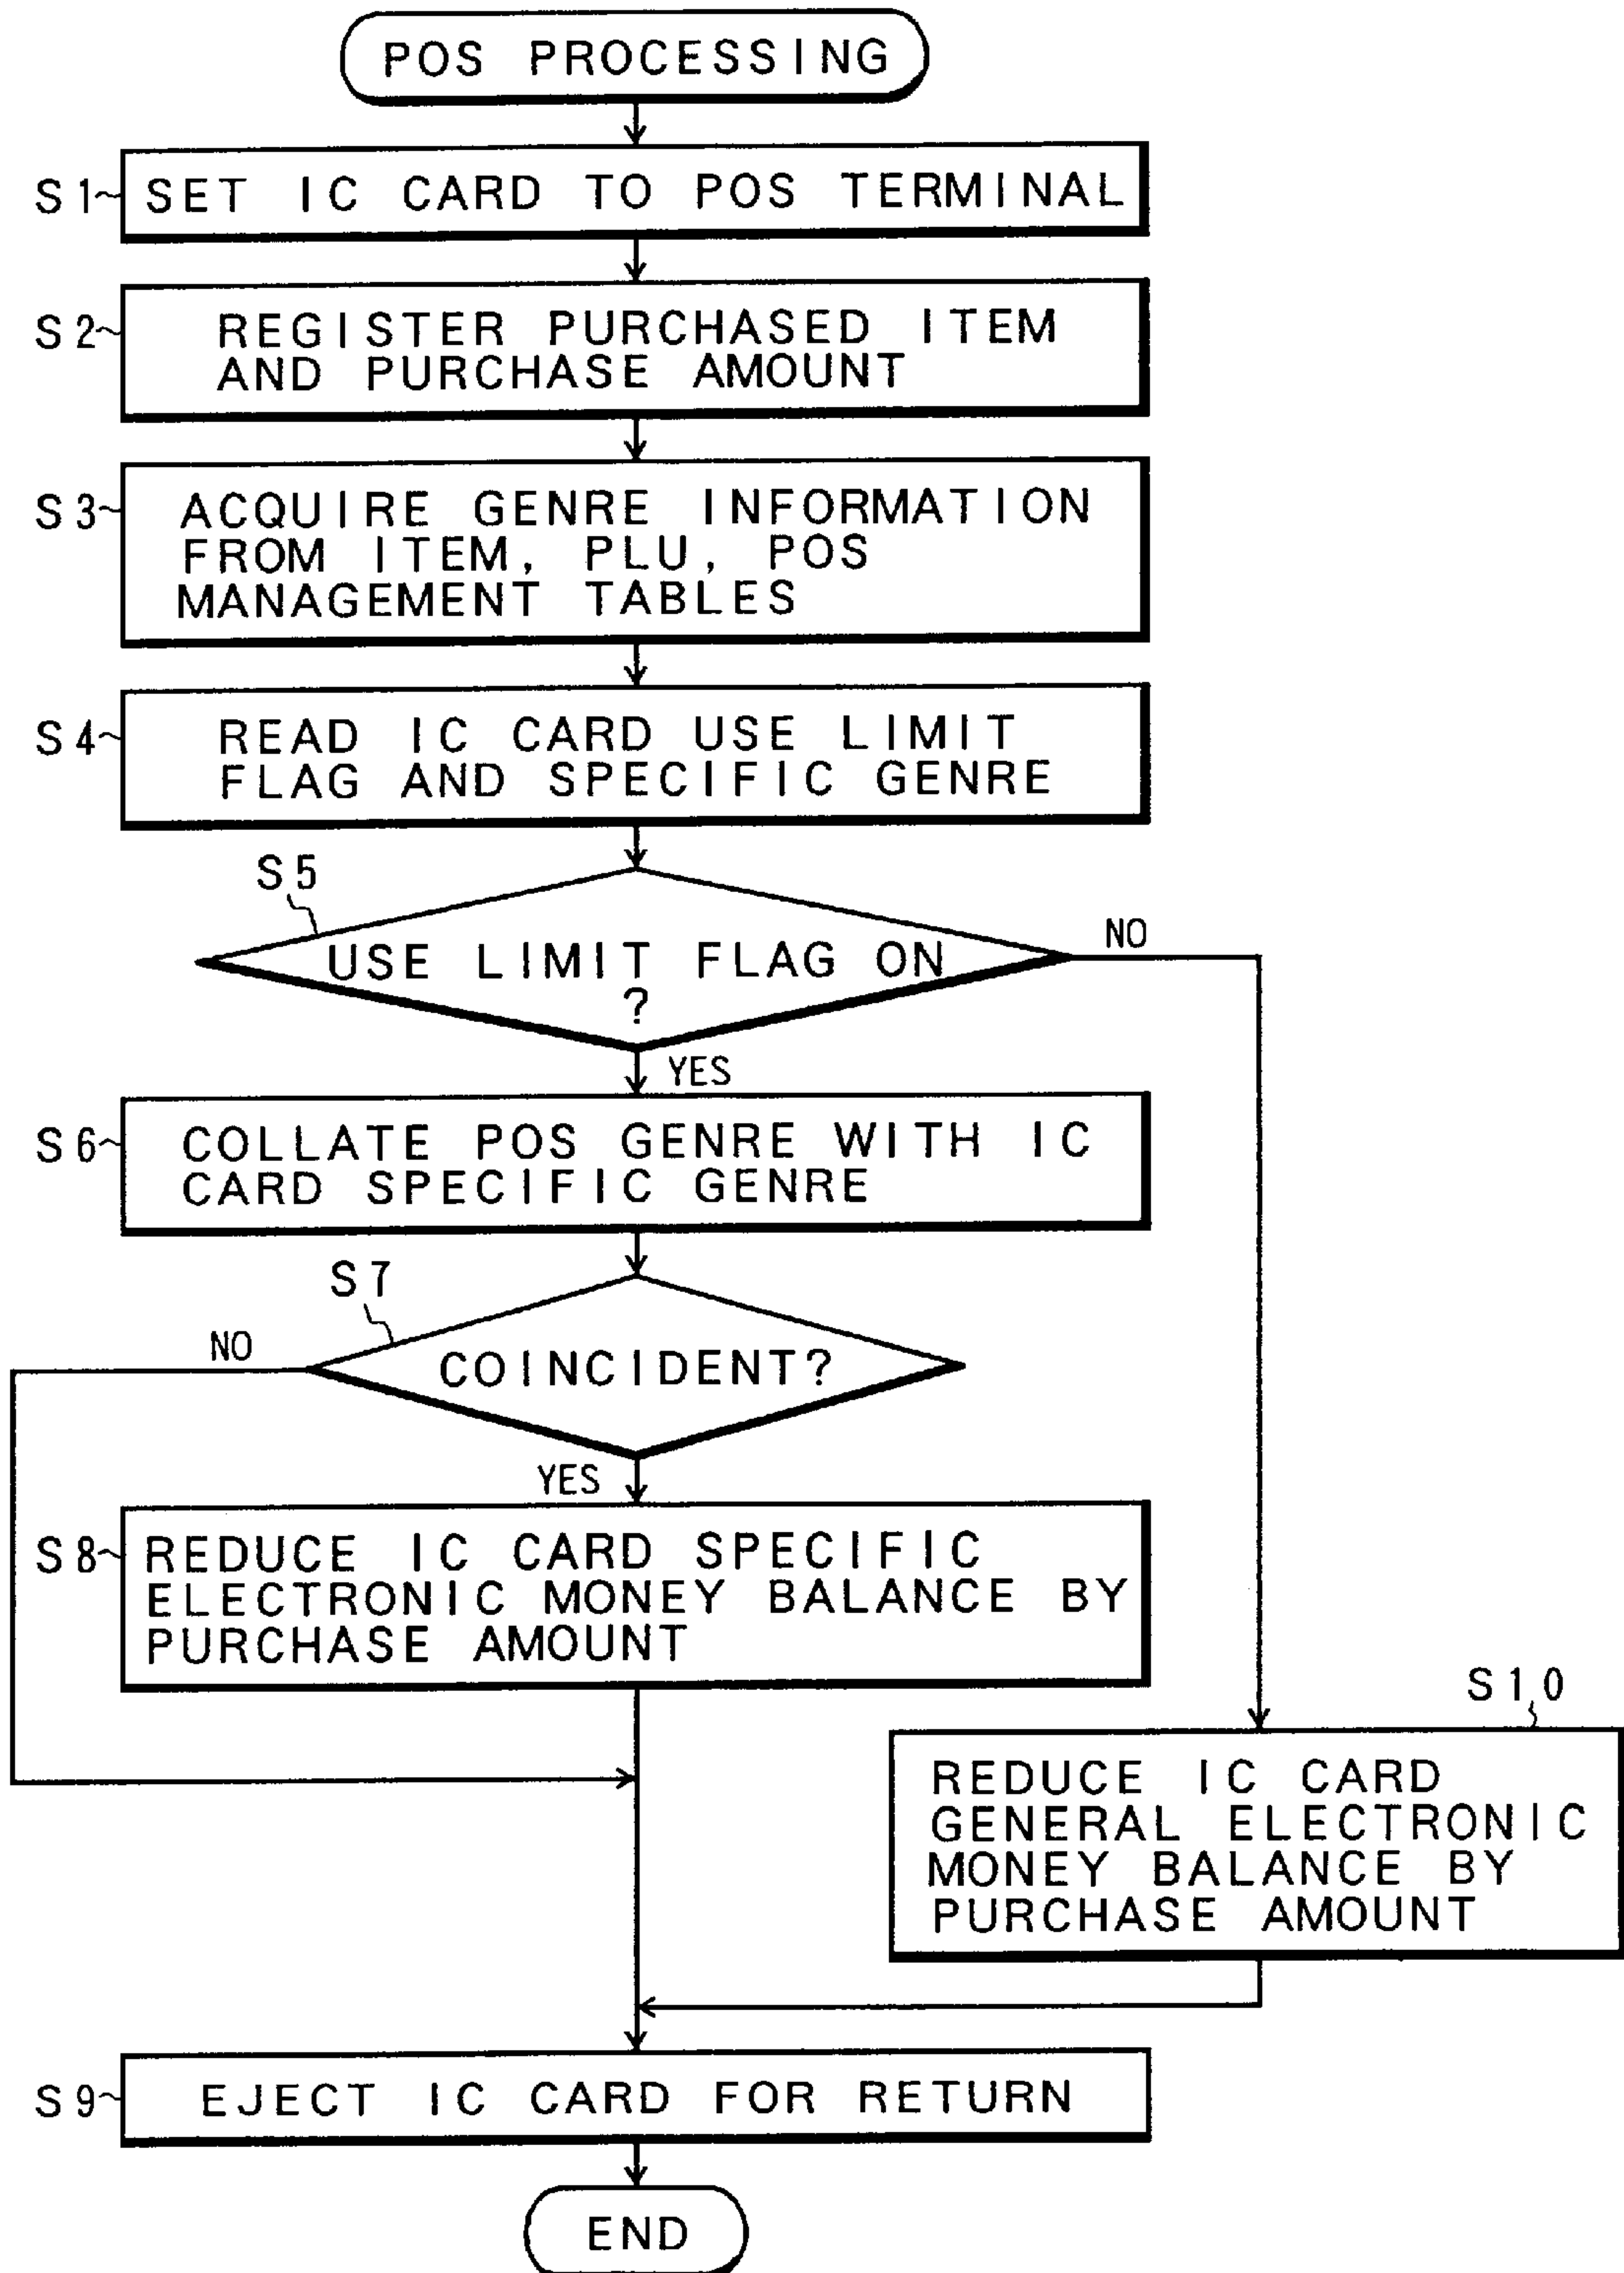 POS PROCESSING
S1
SET IC CARD TO POS TERMINAL
S2
REGISTER PURCHASED ITEM
AND PURCHASE AMOUNT
S3
ACQUIRE GENRE INFORMATION
FROM ITEM, PLU, POS
MANAGEMENT TABLES
S4
READ IC CARD USE LIMIT
FLAG AND SPECIFIC GENRE
S5
USE LIMIT FLAG ON
?
NO
YES
S6
COLLATE POS GENRE WITH IC
CARD SPECIFIC GENRE
S7
COINCIDENT?
NO
YES
S8
REDUCE IC CARD SPECIFIC
ELECTRONIC MONEY BALANCE BY
PURCHASE AMOUNT
S10
REDUCE IC CARD
GENERAL ELECTRONIC
MONEY BALANCE BY
PURCHASE AMOUNT
S9
EJECT IC CARD FOR RETURN
END